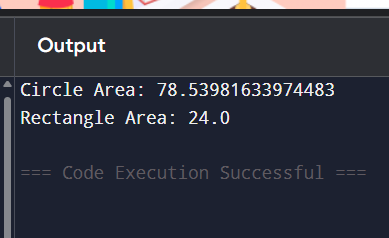 Output
Circle Area: 78.53981633974483
Rectangle Area: 24.0
=== Code Execution Successful ===